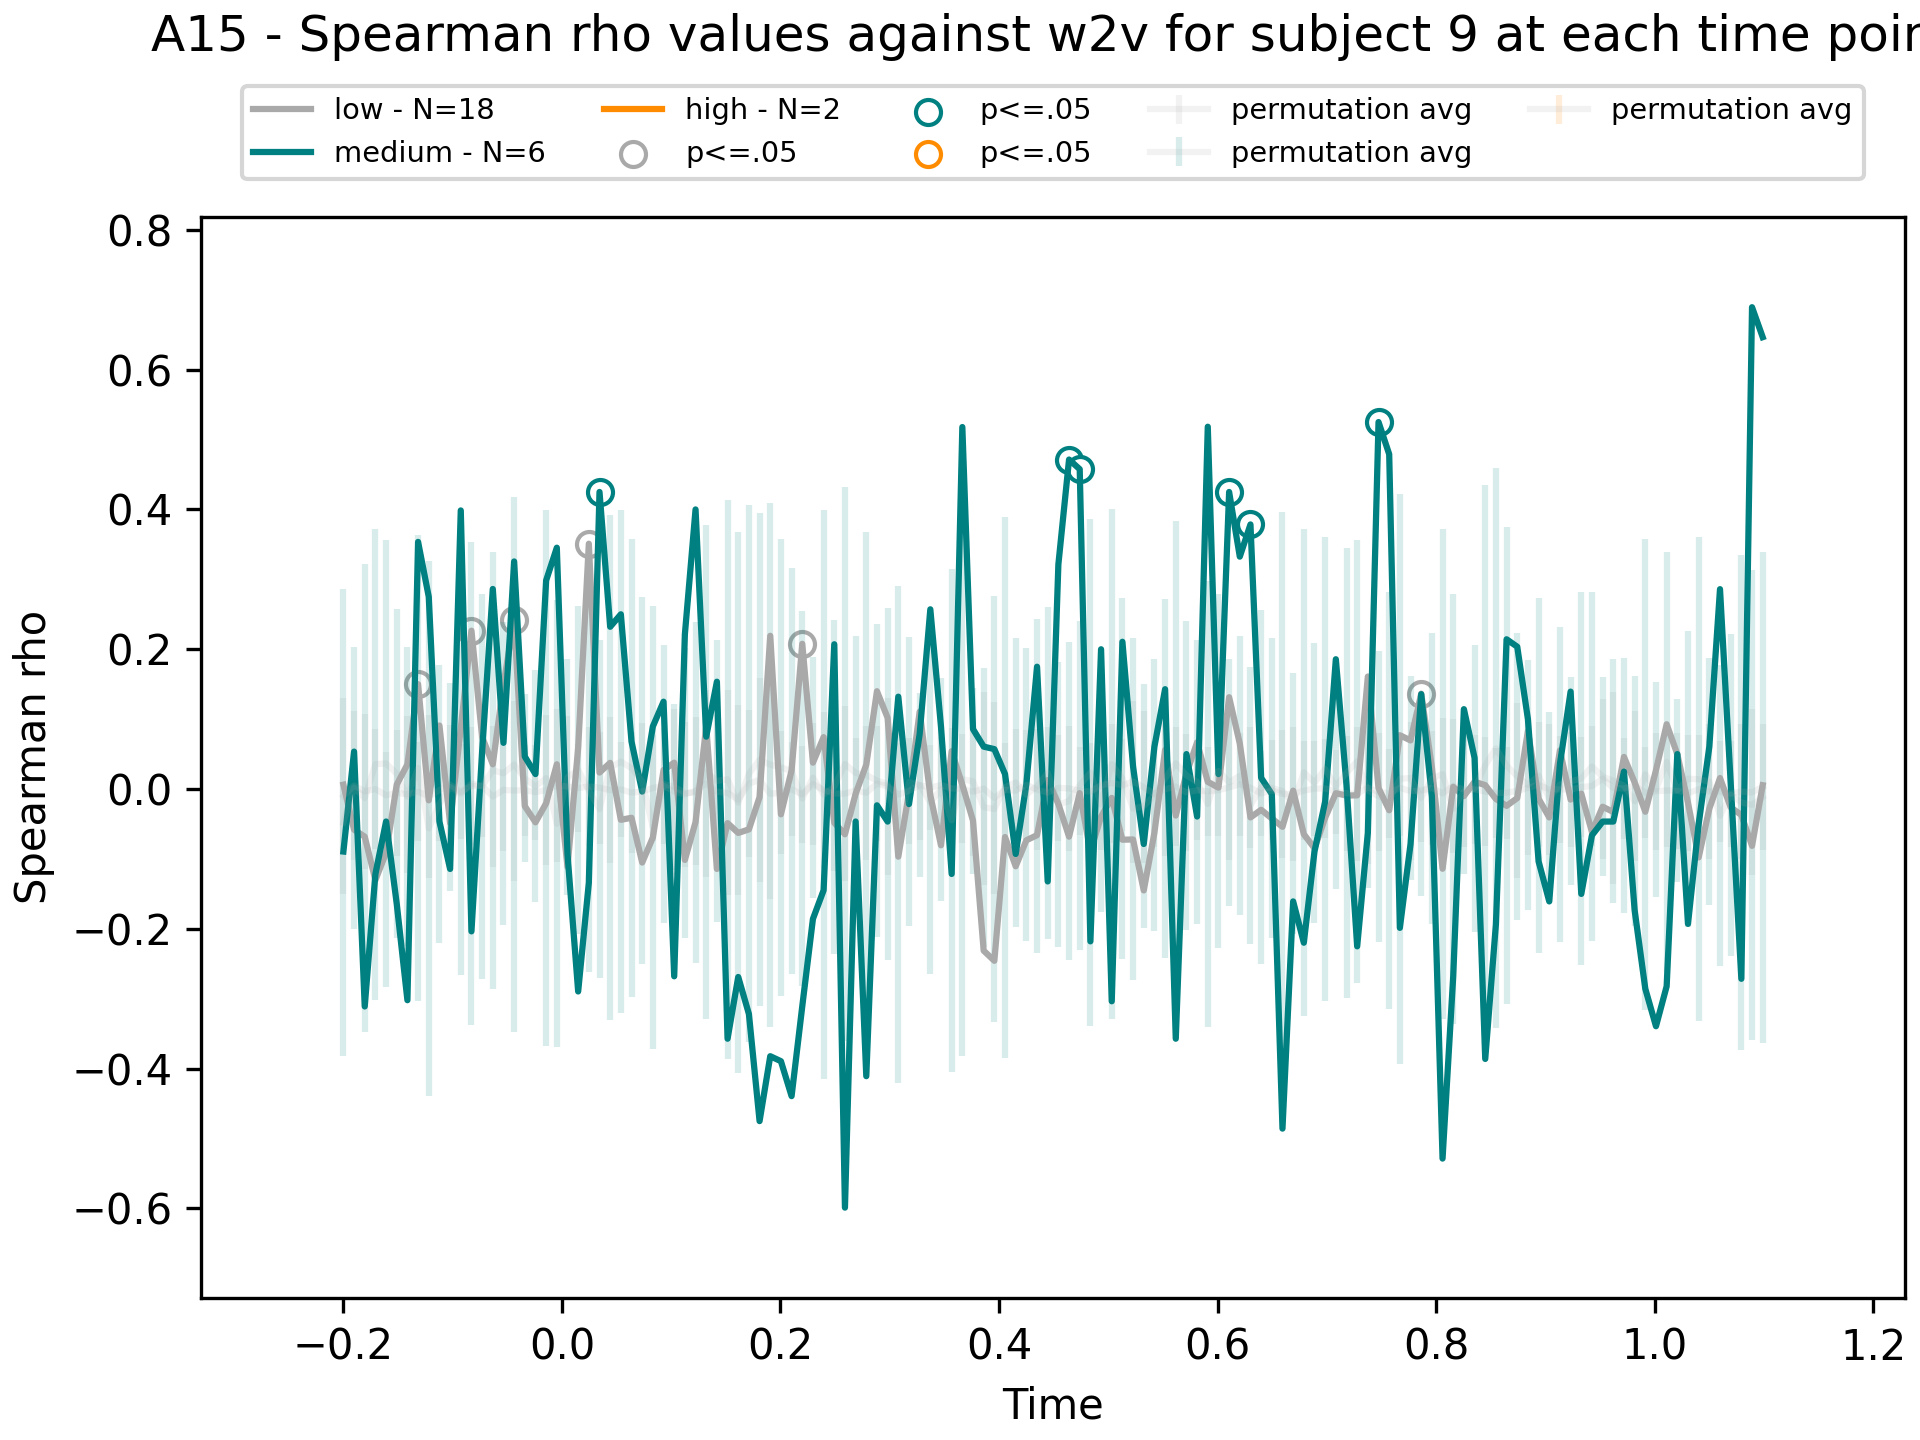 A15 - Spearman rho values against w2v for subject 9 at each time poin
low - N=18
medium - N=6
high - N=2
p<=.05
p<=.05
p<=.05
permutation avg
permutation avg
permutation avg
Spearman rho
0.8
0.6
0.4
0.2
0.0
−0.2
−0.4
−0.6
−0.2 0.0 0.2 0.4 0.6 0.8 1.0 1.2
Time